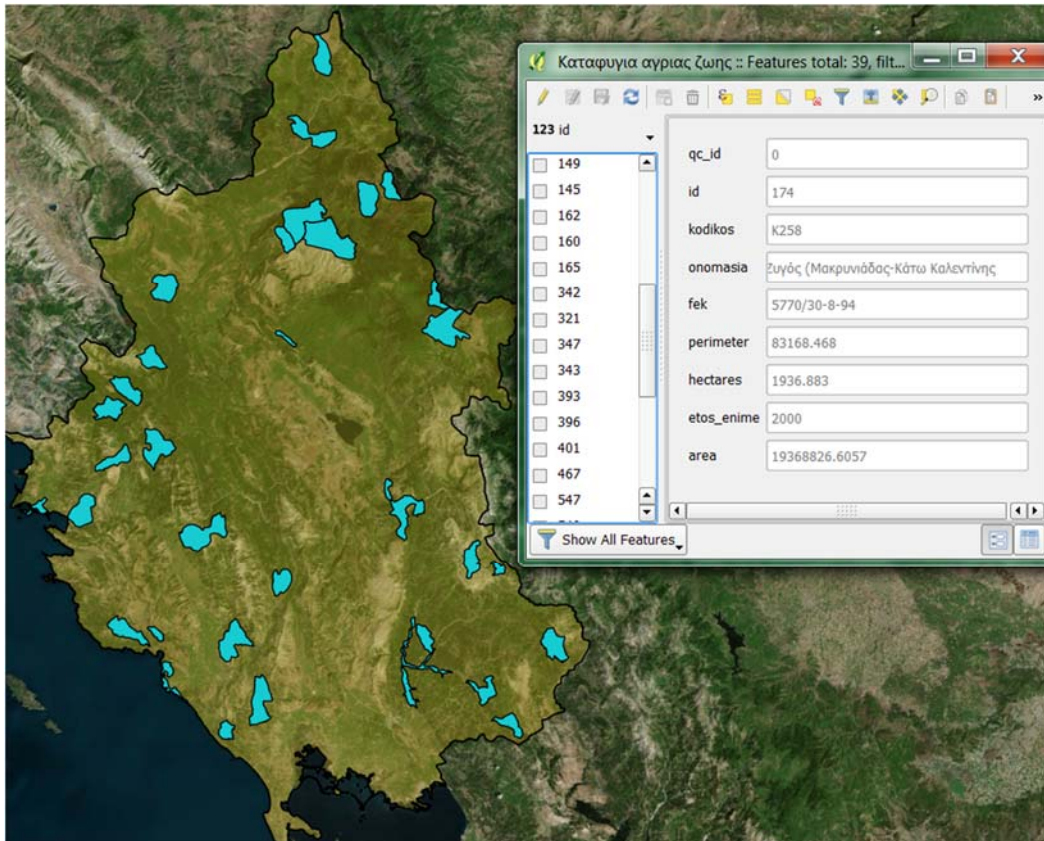 Καταφυγια αγριας ζωης :: Features total: 39, filt...
123 id
149
145
162
160
165
342
321
347
343
393
396
401
467
547
qc_id 0
id 174
kodikos K258
onomasia Ζυγός (Μακρυνιάδας-Κάτω Καλεντίνης
fek 5770/30-8-94
perimeter 83168.468
hectares 1936.883
etos_enime 2000
area 19368826.6057
Show All Features